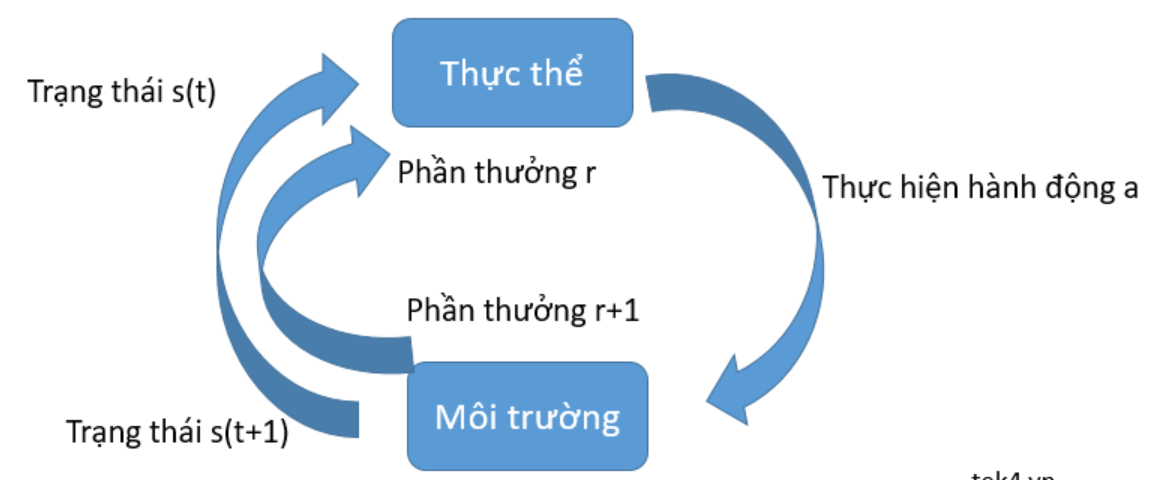 Thực thể
Trạng thái s(t)
Phần thưởng r
Thực hiện hành động a
Phần thưởng r+1
Môi trường
Trạng thái s(t+1)